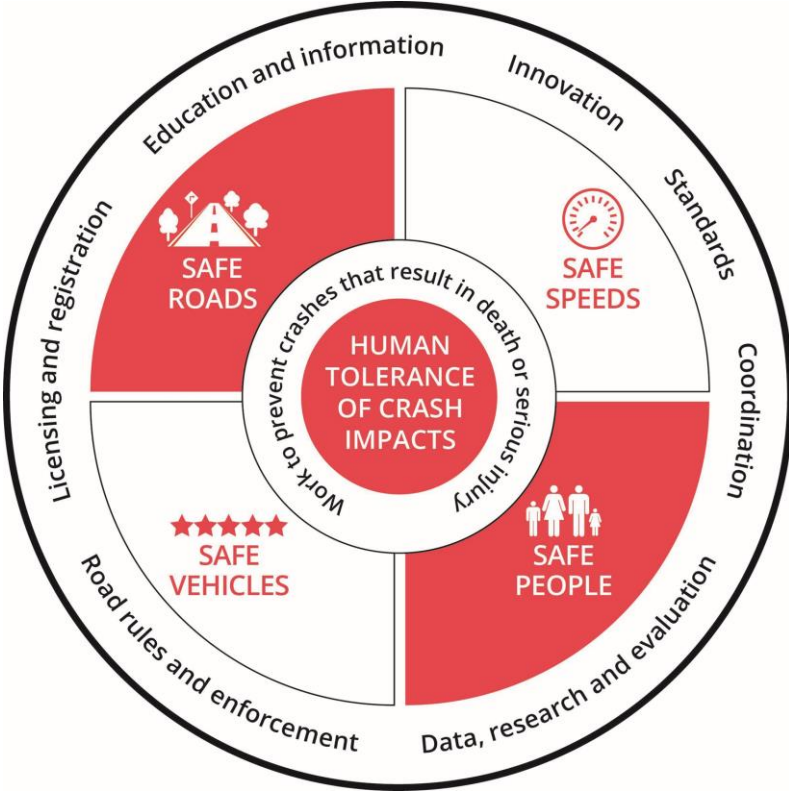 Education and information
Innovation
Standards
Coordination
Data, research and evaluation
Road rules and enforcement
Licensing and registration
SAFE
ROADS
SAFE
SPEEDS
SAFE
VEHICLES
SAFE
PEOPLE
Work to prevent crashes that result in death or serious injury
HUMAN
TOLERANCE
OF CRASH
IMPACTS